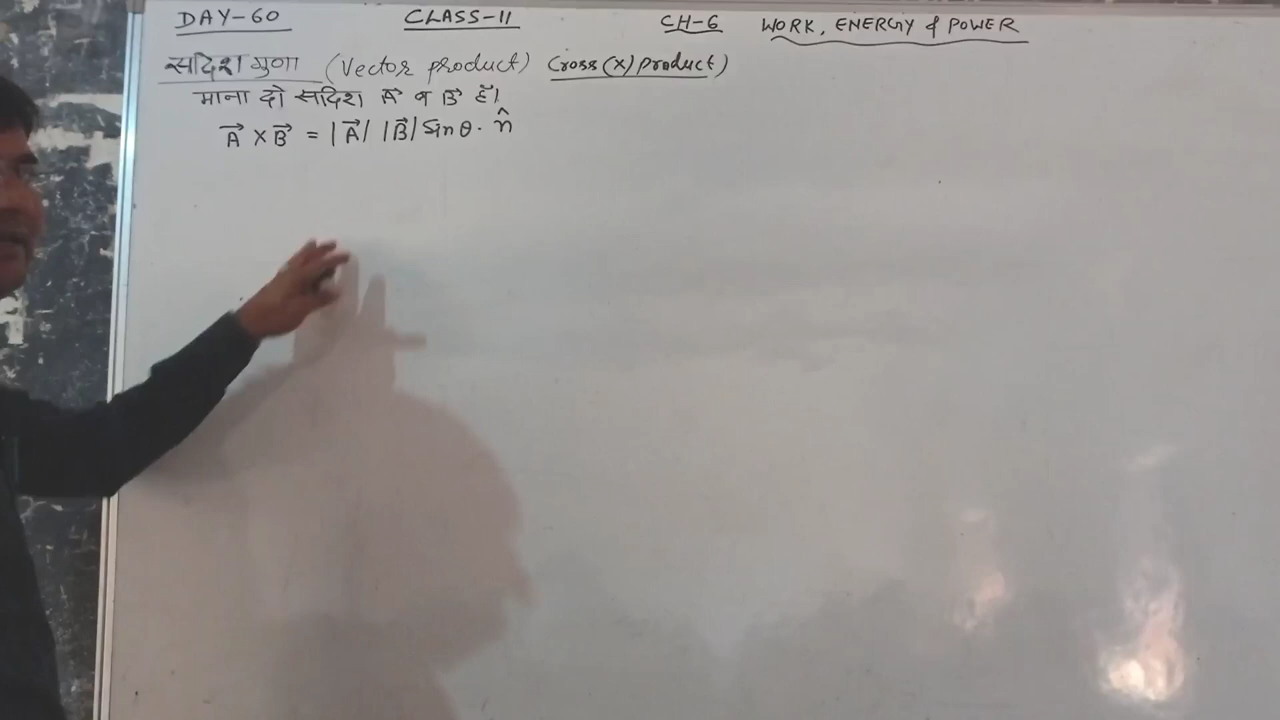 DAY-60 CLASS-11 CH-6 WORK, ENERGY & POWER
सदिश गुणा (Vector product) Cross(×)product)
माना दो सदिश A⃗ व B⃗ हैं।
A⃗ × B⃗ = |A⃗| |B⃗| Sinθ · n̂